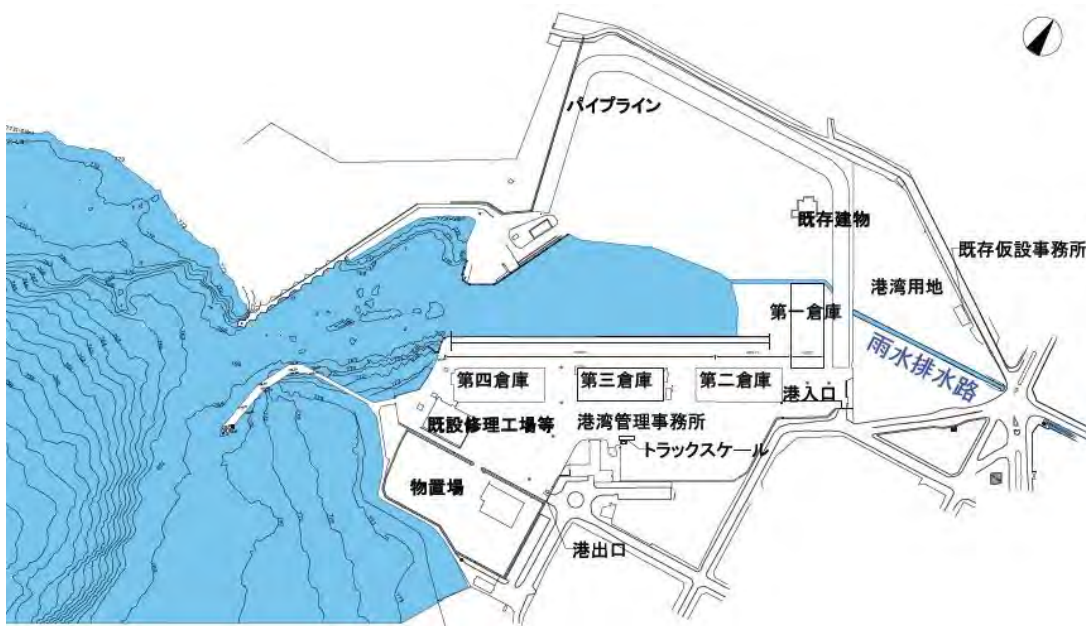 パイプライン
既存建物
既存仮設事務所
港湾用地
第一倉庫
雨水排水路
第四倉庫
第三倉庫
第二倉庫
港入口
既設修理工場等
港湾管理事務所
トラックスケール
物置場
港出口